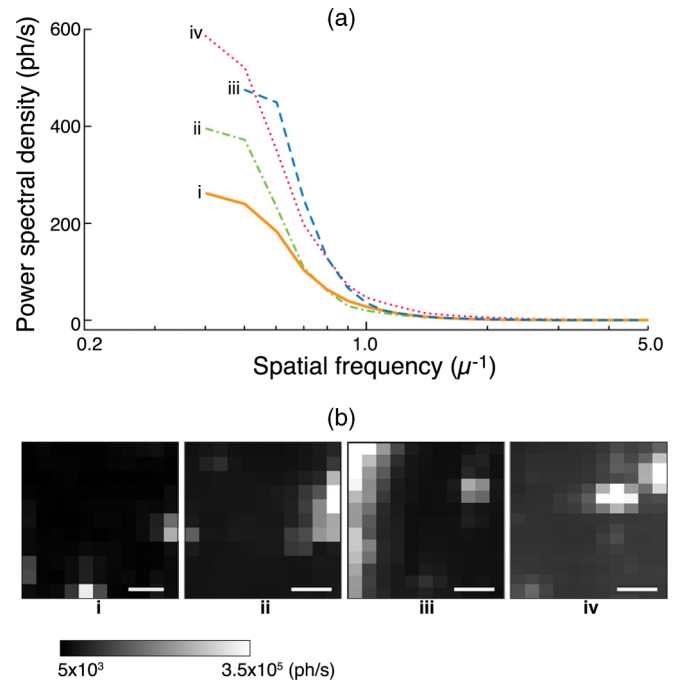 (a)
Power spectral density (ph/s)
600
400
200
0
iv
iii
ii
i
0.2
1.0
5.0
Spatial frequency (μ⁻¹)
(b)
i
ii
iii
iv
5x10³
3.5x10⁵ (ph/s)